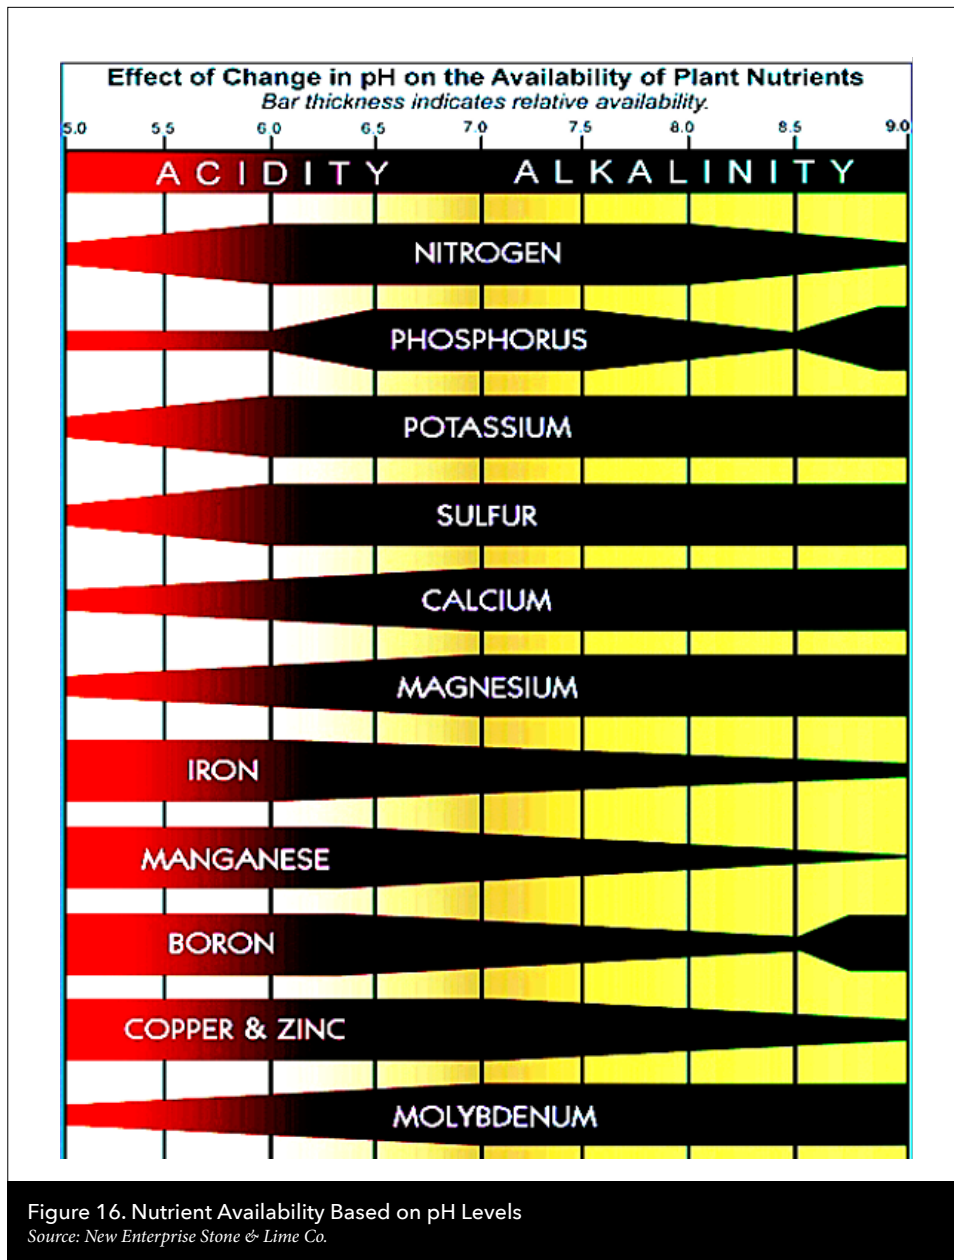 Effect of Change in pH on the Availability of Plant Nutrients
Bar thickness indicates relative availability.
5.0 5.5 6.0 6.5 7.0 7.5 8.0 8.5 9.0
ACIDITY ALKALINITY
NITROGEN
PHOSPHORUS
POTASSIUM
SULFUR
CALCIUM
MAGNESIUM
IRON
MANGANESE
BORON
COPPER & ZINC
MOLYBDENUM
Figure 16. Nutrient Availability Based on pH Levels
Source: New Enterprise Stone & Lime Co.